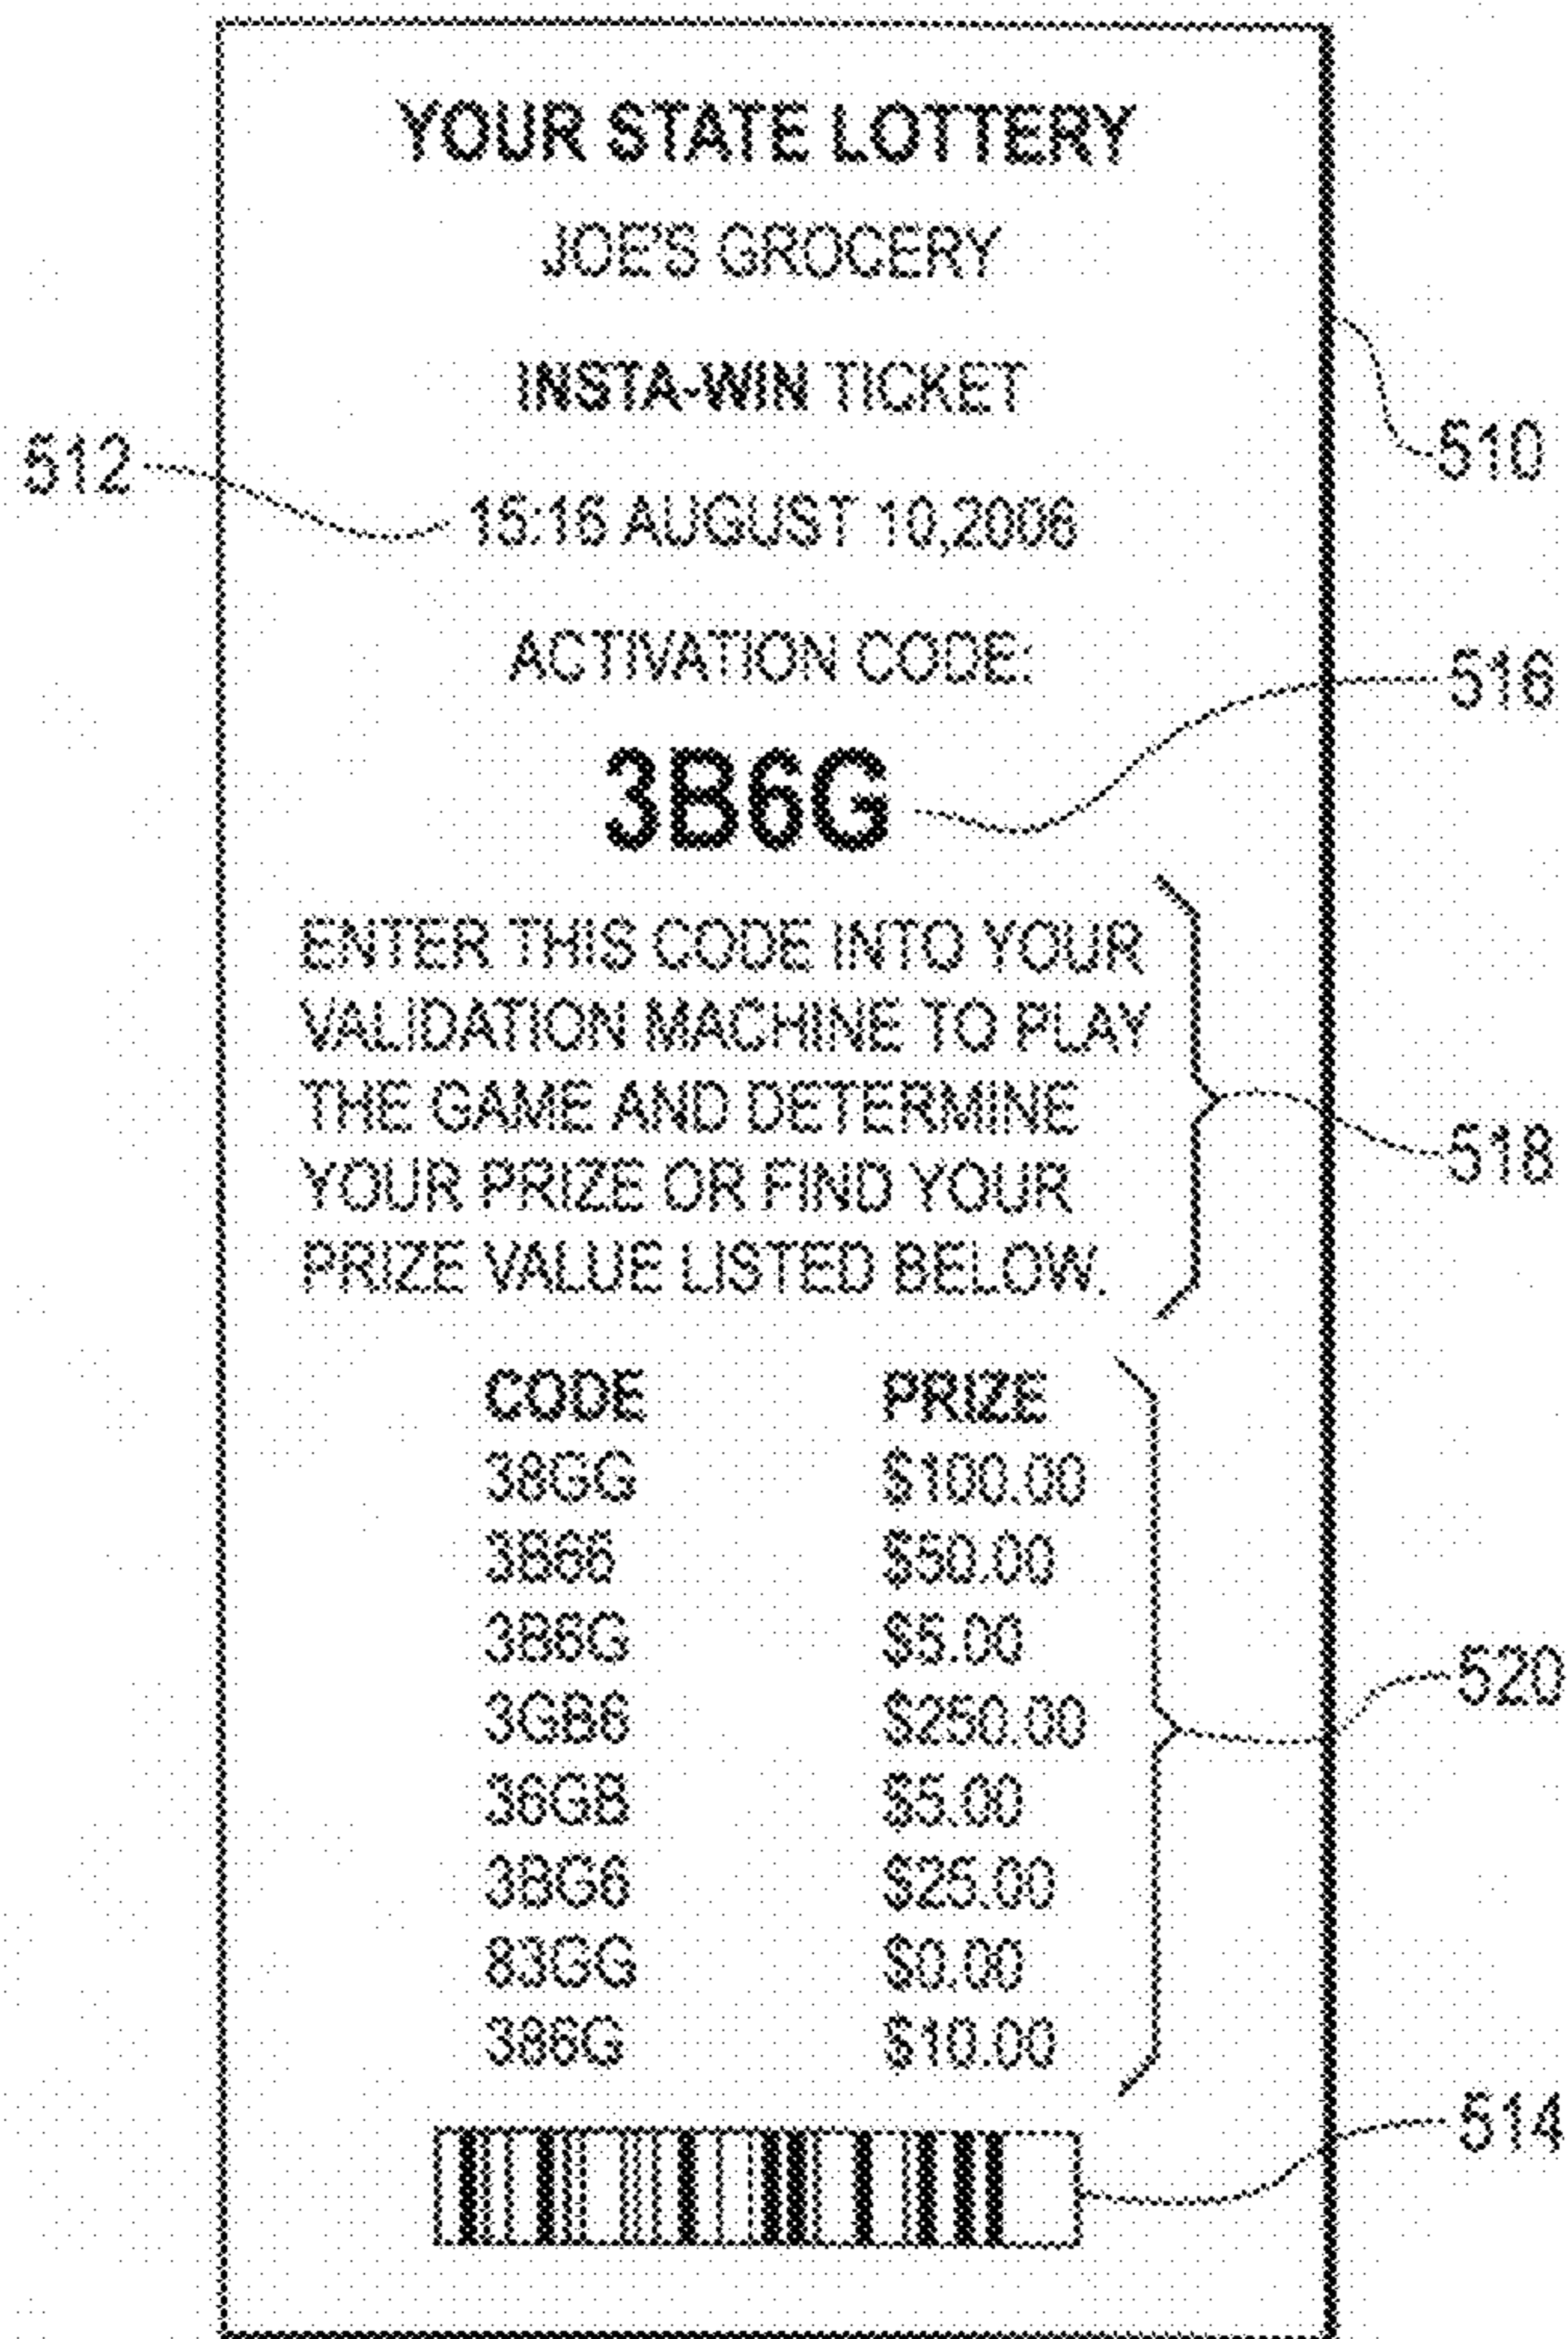 YOUR STATE LOTTERY
JOE'S GROCERY
INSTA-WIN TICKET
510
512
15:16 AUGUST 10,2006
ACTIVATION CODE:
516
3B6G
ENTER THIS CODE INTO YOUR
VALIDATION MACHINE TO PLAY
THE GAME AND DETERMINE
518
YOUR PRIZE OR FIND YOUR
PRIZE VALUE LISTED BELOW.
CODE PRIZE
38GG $100.00
3B66 $50.00
3B6G $5.00
520
3GB6 $250.00
36GB $5.00
3BG6 $25.00
83GG $0.00
386G $10.00
514